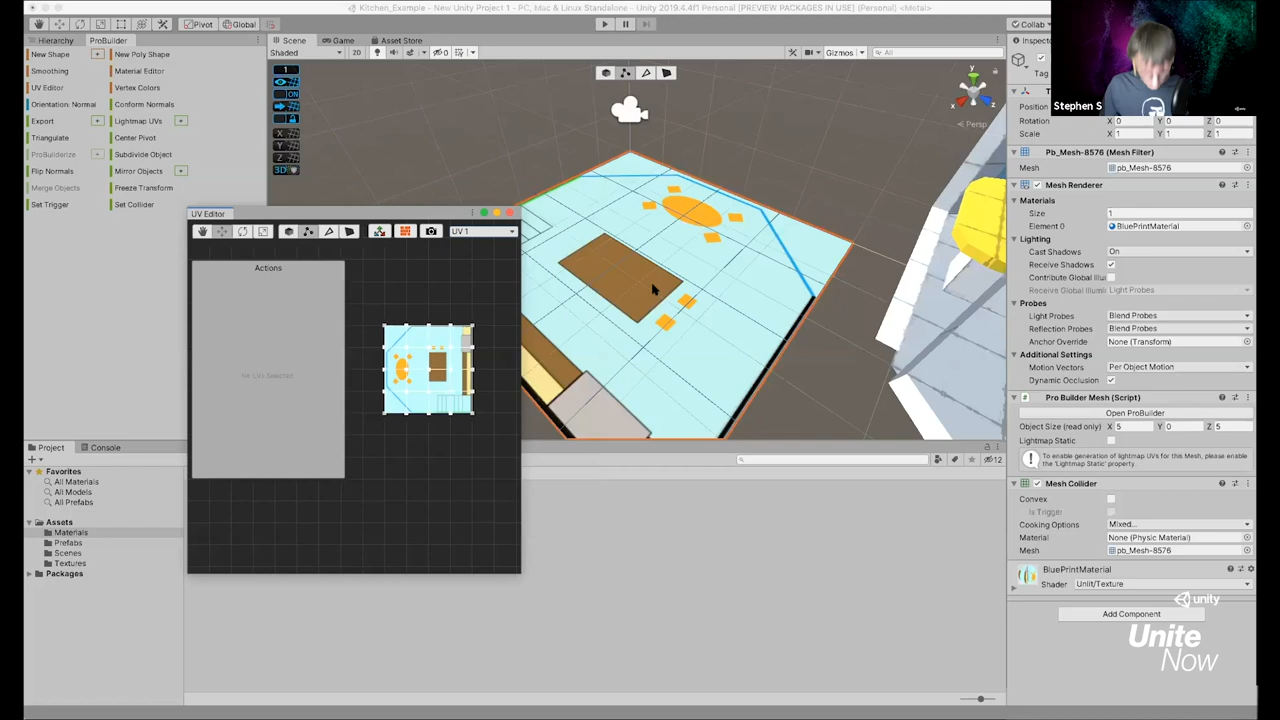 Kitchen_Example - New Unity Project 1 - PC, Mac & Linux Standalone - Unity 2019.4.4f1 Personal [PREVIEW PACKAGES IN USE] (Personal) <Metal>
Pivot Global Collab
Hierarchy ProBuilder
Scene Game Asset Store
Shaded 2D 0 Gizmos All
New Shape + New Poly Shape
Smoothing Material Editor
UV Editor Vertex Colors
Orientation: Normal Conform Normals
Export + Lightmap UVs +
Triangulate Center Pivot
ProBuilderize + Subdivide Object
Flip Normals Mirror Objects +
Merge Objects Freeze Transform
Set Trigger Set Collider
1
ON
X
Y
Z
3D
y
x z
Persp
Stephen S
Inspect
Tag
T
Position
Rotation X 0 Y 0 Z 0
Scale X 1 Y 1 Z 1
Pb_Mesh-8576 (Mesh Filter)
Mesh pb_Mesh-8576
Mesh Renderer
Materials
Size 1
Element 0 BluePrintMaterial
Lighting
Cast Shadows On
Receive Shadows
Contribute Global Illu
Receive Global Illumi Light Probes
Probes
Light Probes Blend Probes
Reflection Probes Blend Probes
Anchor Override None (Transform)
Additional Settings
Motion Vectors Per Object Motion
Dynamic Occlusion
Pro Builder Mesh (Script)
Open ProBuilder
Object Size (read only) X 5 Y 0 Z 5
Lightmap Static
To enable generation of lightmap UVs for this Mesh, please enable
the 'Lightmap Static' property.
Mesh Collider
Convex
Is Trigger
Cooking Options Mixed...
Material None (Physic Material)
Mesh pb_Mesh-8576
BluePrintMaterial
Shader Unlit/Texture
Add Component
unity
Unite
Now
UV Editor
UV 1
Actions
No UVs Selected
Project Console
12
Favorites
All Materials
All Models
All Prefabs
Assets
Materials
Prefabs
Scenes
Textures
Packages